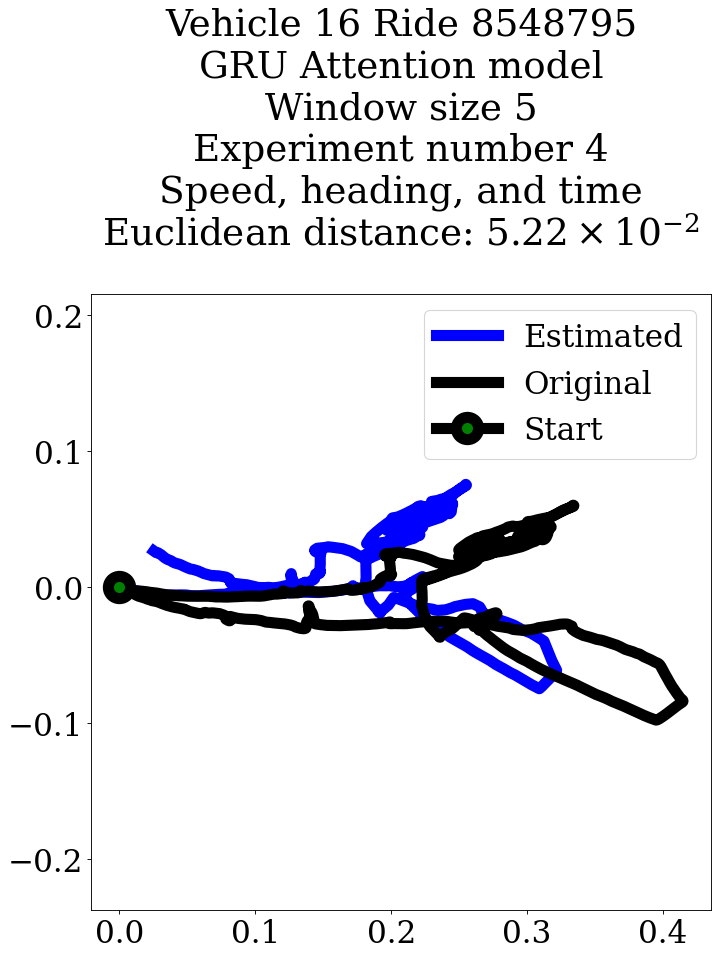 Vehicle 16 Ride 8548795
GRU Attention model
Window size 5
Experiment number 4
Speed, heading, and time
Euclidean distance: 5.22 × 10⁻²
Estimated
Original
Start
0.2
0.1
0.0
−0.1
−0.2
0.0 0.1 0.2 0.3 0.4